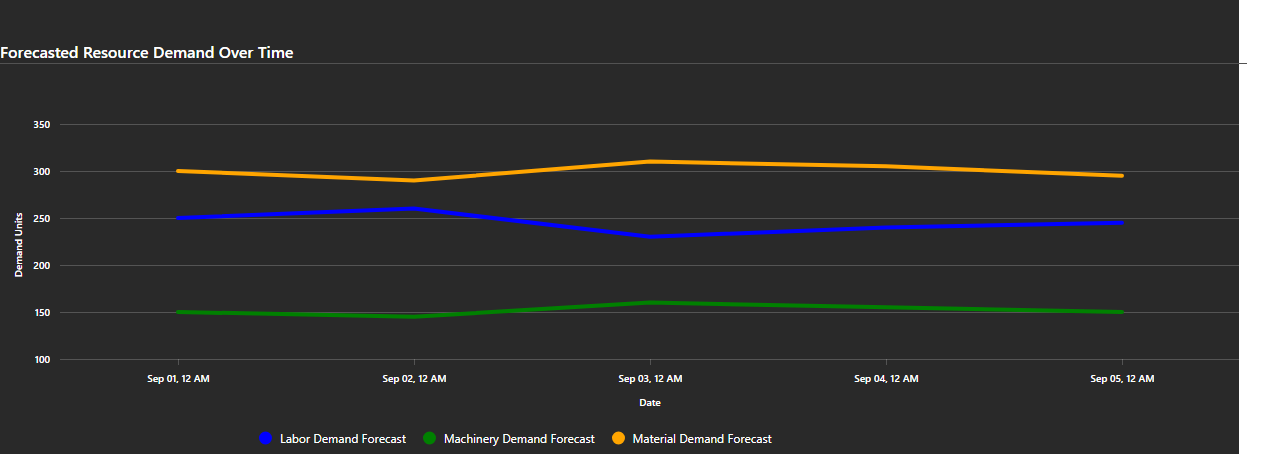 Forecasted Resource Demand Over Time
350
300
250
200
150
100
Demand Units
Sep 01, 12 AM
Sep 02, 12 AM
Sep 03, 12 AM
Sep 04, 12 AM
Sep 05, 12 AM
Date
Labor Demand Forecast
Machinery Demand Forecast
Material Demand Forecast